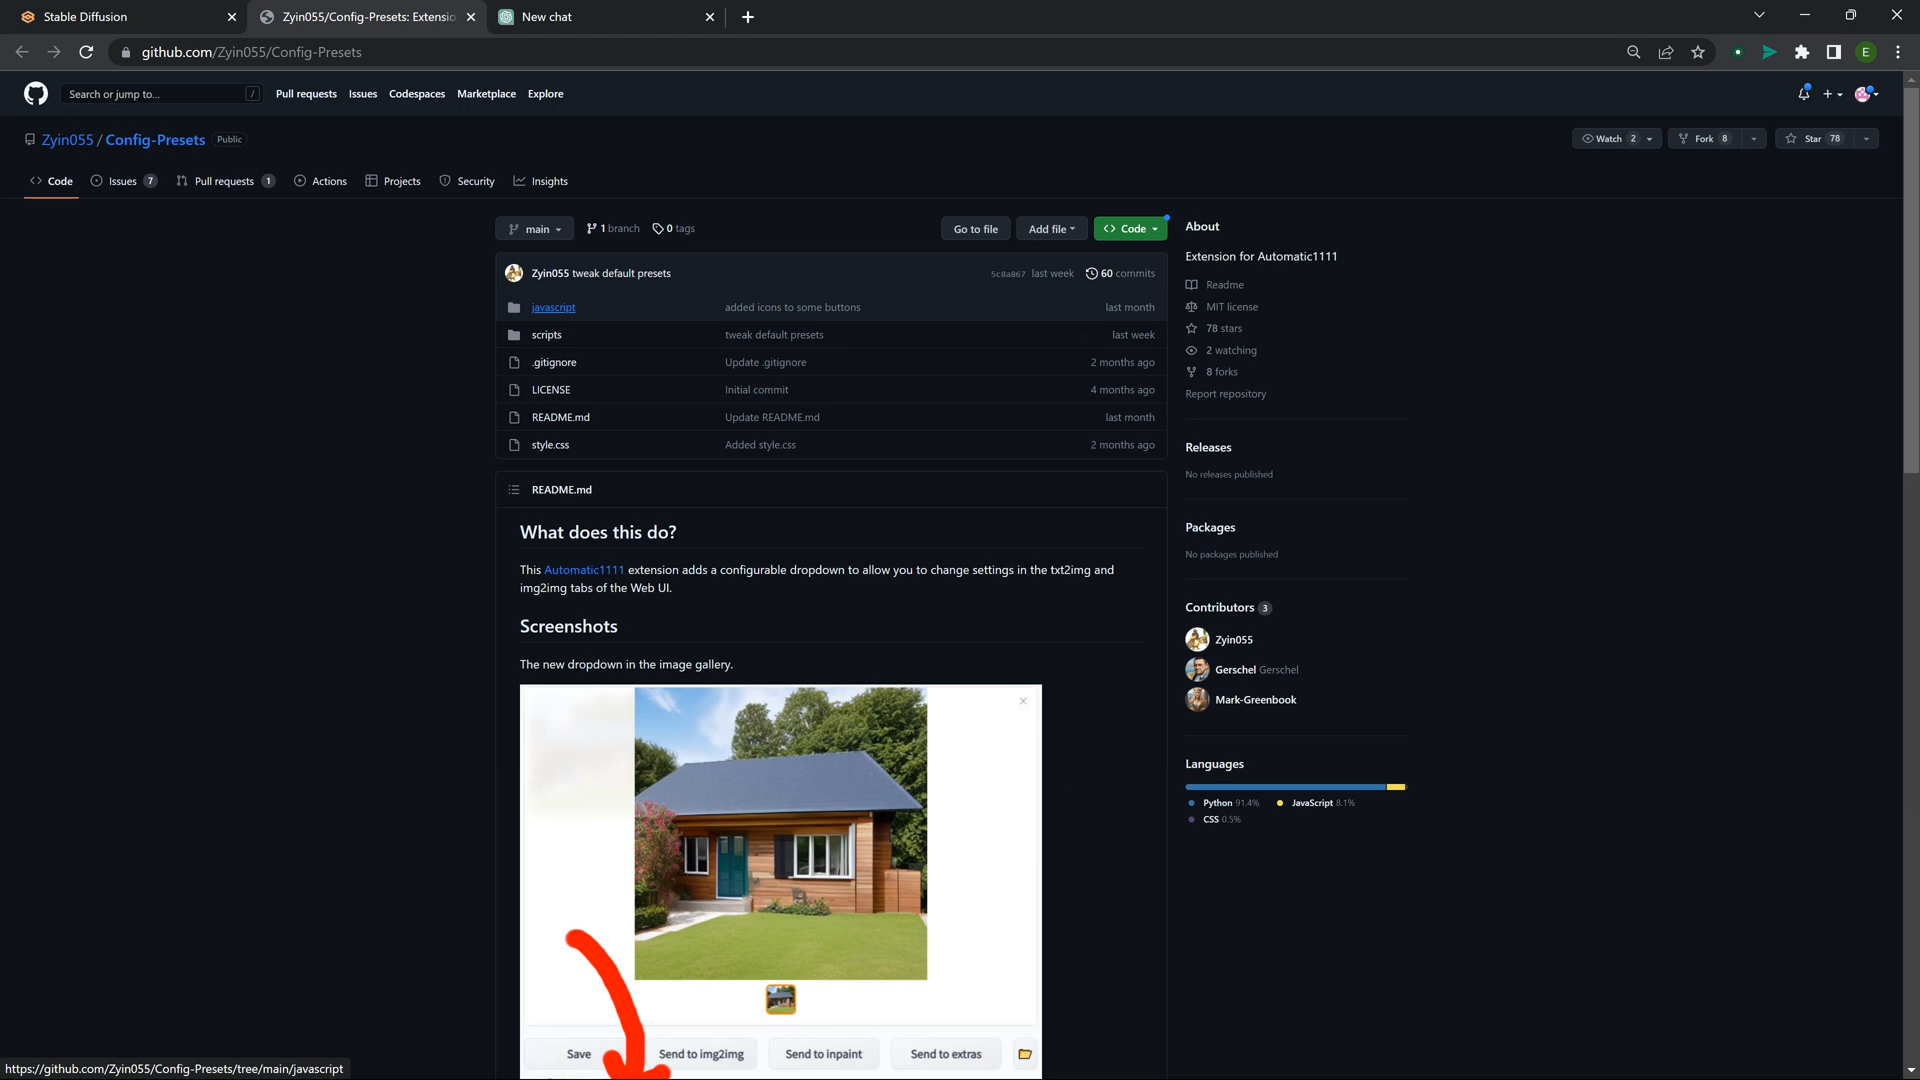 Stable Diffusion
Zyin055/Config-Presets: Extensio
New chat
github.com/Zyin055/Config-Presets
E
Search or jump to...
/
Pull requests
Issues
Codespaces
Marketplace
Explore
Zyin055 / Config-Presets
Public
Watch 2
Fork 8
Star 78
Code
Issues 7
Pull requests 1
Actions
Projects
Security
Insights
main
1 branch
0 tags
Go to file
Add file
Code
Zyin055 tweak default presets
5c8a867 last week
60 commits
javascript
added icons to some buttons
last month
scripts
tweak default presets
last week
.gitignore
Update .gitignore
2 months ago
LICENSE
Initial commit
4 months ago
README.md
Update README.md
last month
style.css
Added style.css
2 months ago
README.md
What does this do?
This Automatic1111 extension adds a configurable dropdown to allow you to change settings in the txt2img and
img2img tabs of the Web UI.
Screenshots
The new dropdown in the image gallery.
Save
Send to img2img
Send to inpaint
Send to extras
About
Extension for Automatic1111
Readme
MIT license
78 stars
2 watching
8 forks
Report repository
Releases
No releases published
Packages
No packages published
Contributors 3
Zyin055
Gerschel Gerschel
Mark-Greenbook
Languages
Python 91.4%
JavaScript 8.1%
CSS 0.5%
https://github.com/Zyin055/Config-Presets/tree/main/javascript